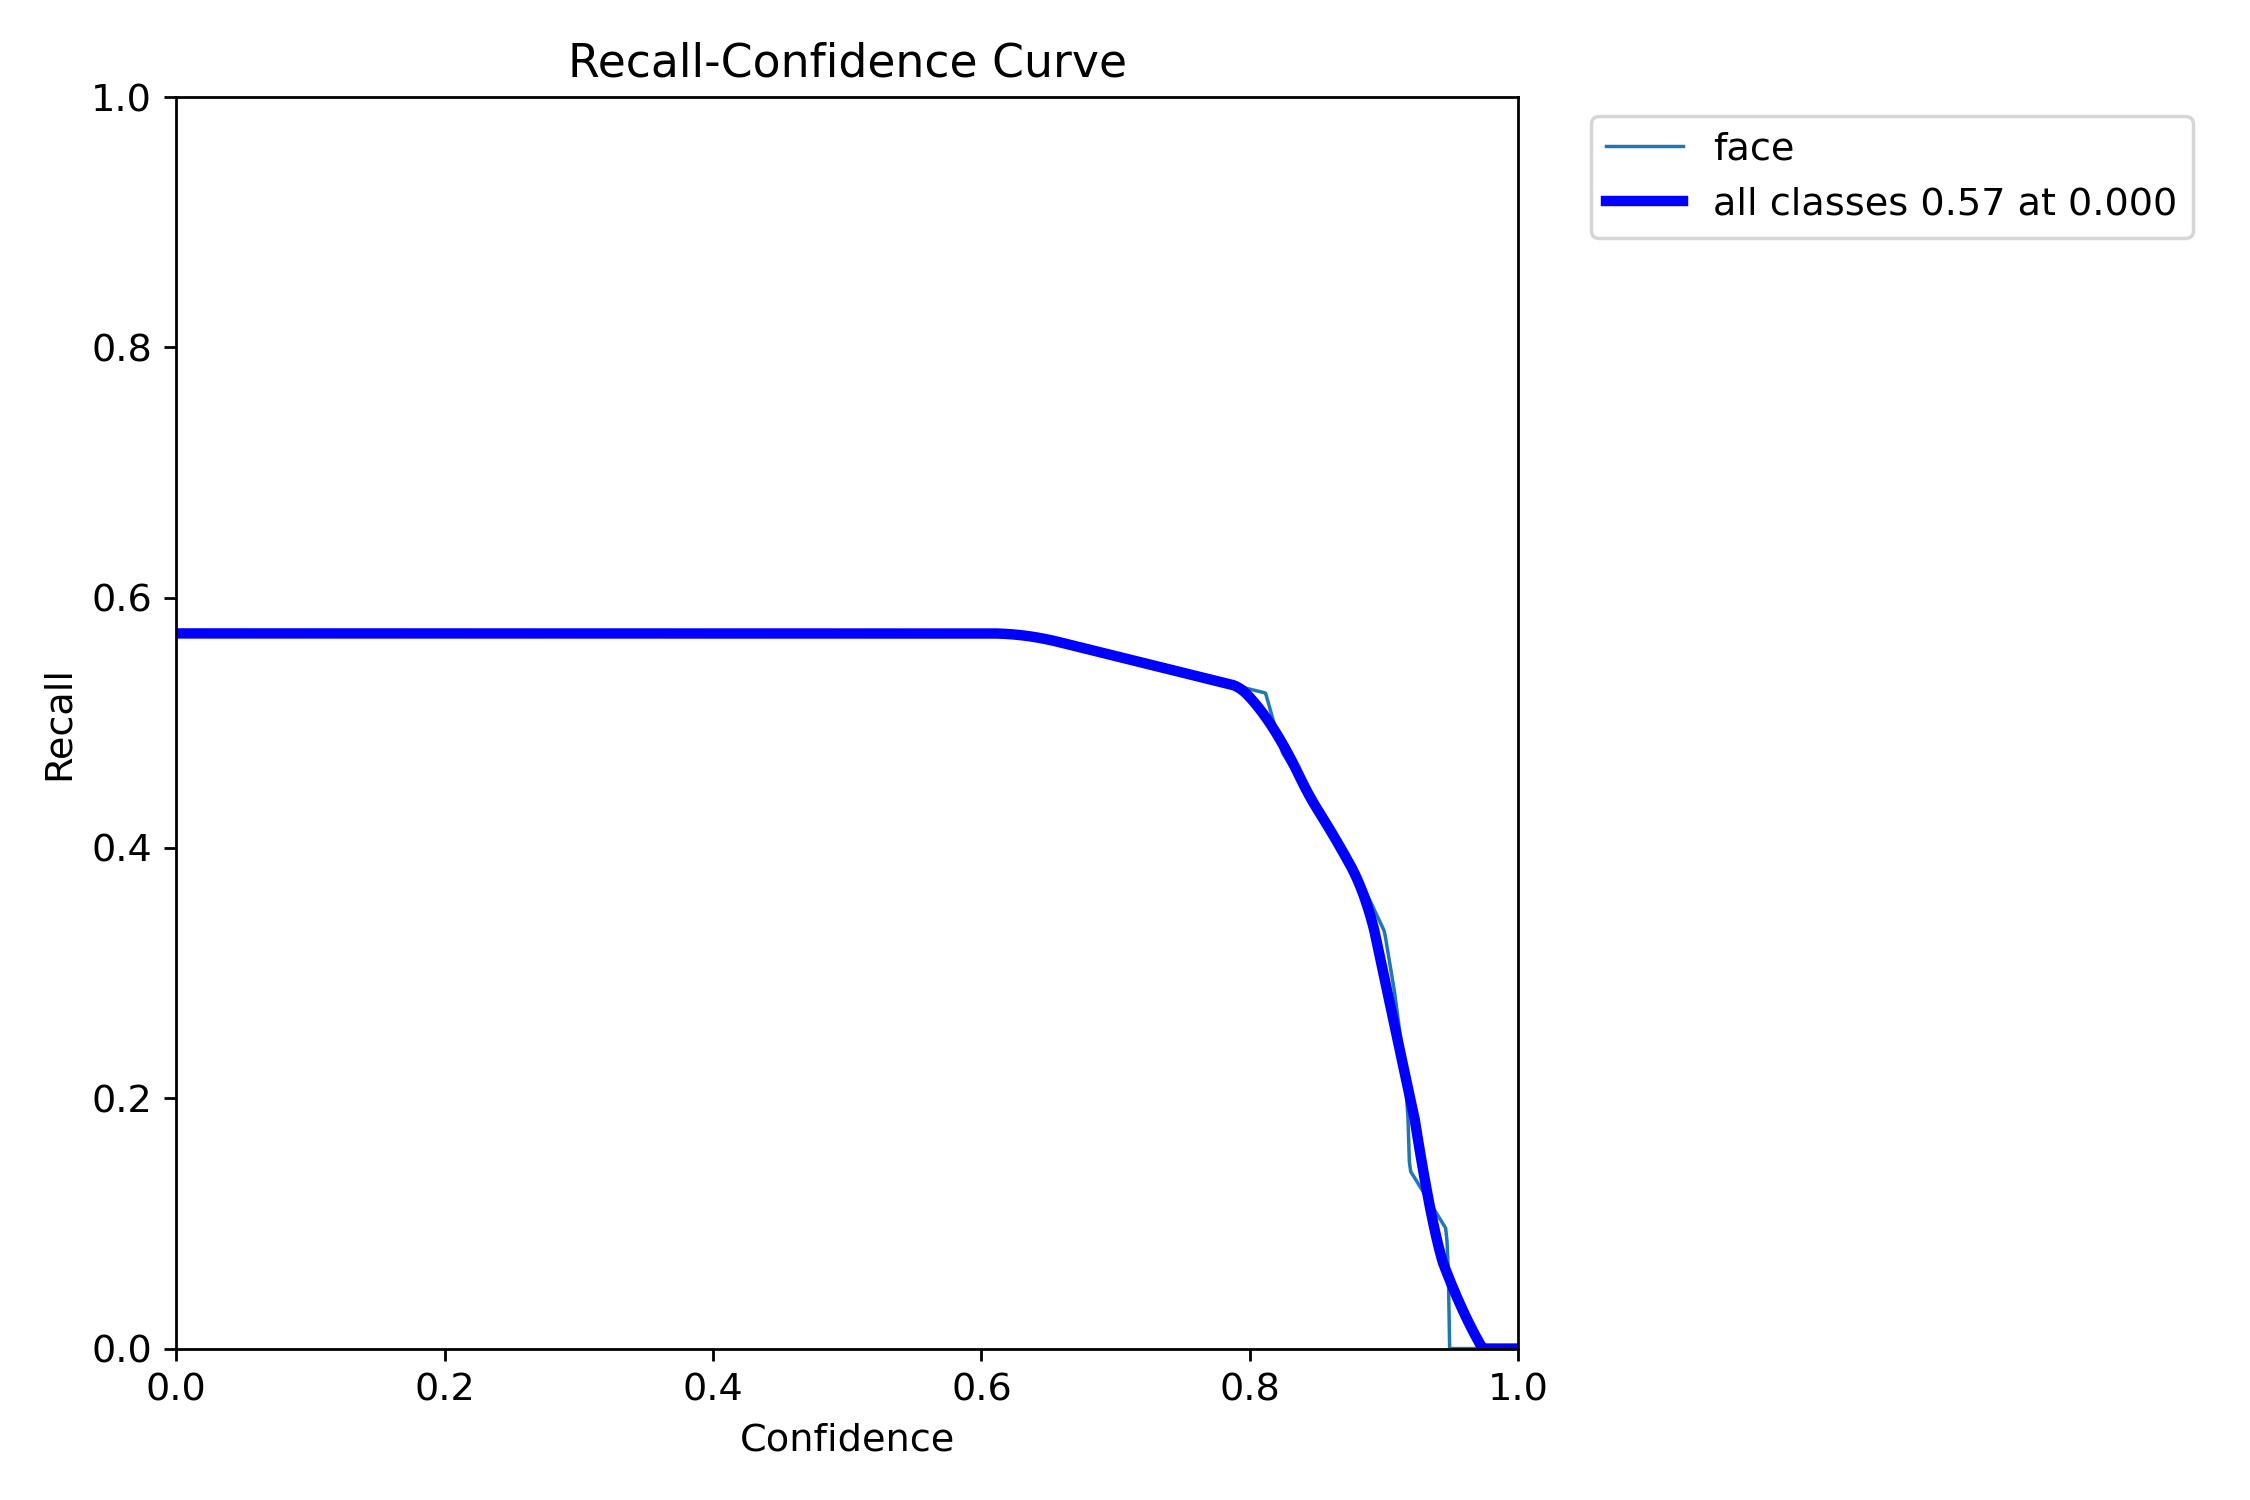 Recall-Confidence Curve
1.0
0.8
0.6
0.4
0.2
0.0
Recall
0.0 0.2 0.4 0.6 0.8 1.0
Confidence
face
all classes 0.57 at 0.000